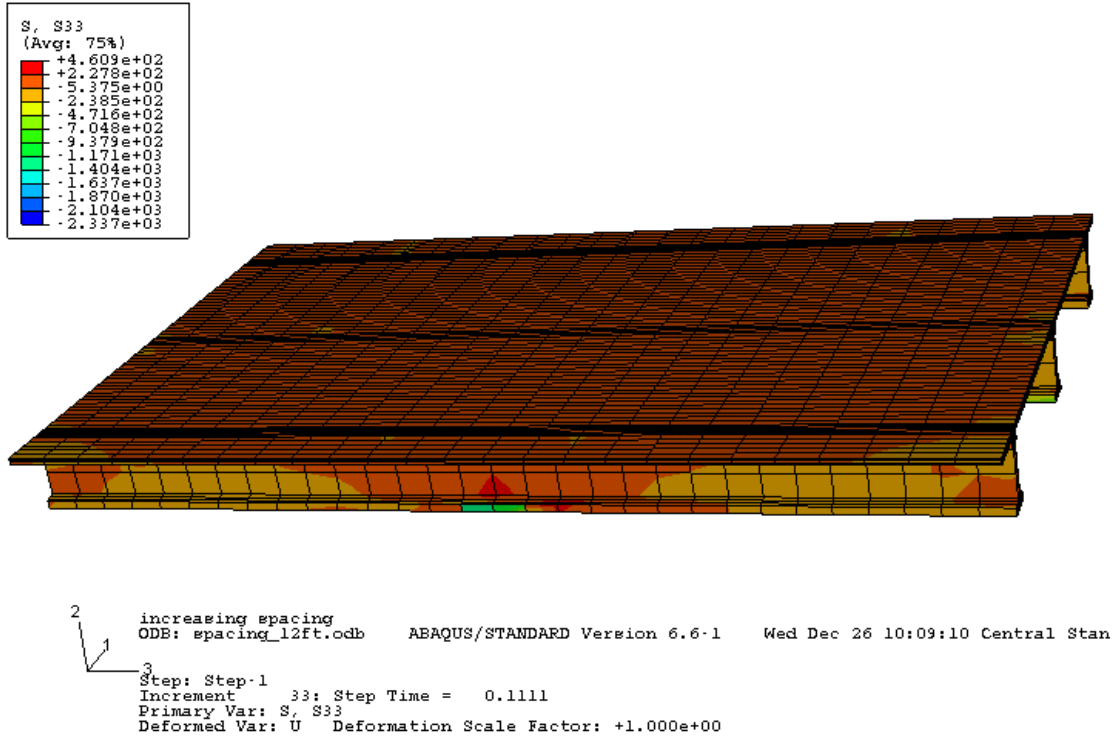 S, S33
(Avg: 75%)
+4.609e+02
+2.278e+02
-5.375e+00
-2.385e+02
-4.716e+02
-7.048e+02
-9.379e+02
-1.171e+03
-1.404e+03
-1.637e+03
-1.870e+03
-2.104e+03
-2.337e+03
2
1
3
increasing spacing
ODB: spacing_12ft.odb ABAQUS/STANDARD Version 6.6-1 Wed Dec 26 10:09:10 Central Stan
Step: Step-1
Increment 33: Step Time = 0.1111
Primary Var: S, S33
Deformed Var: U Deformation Scale Factor: +1.000e+00